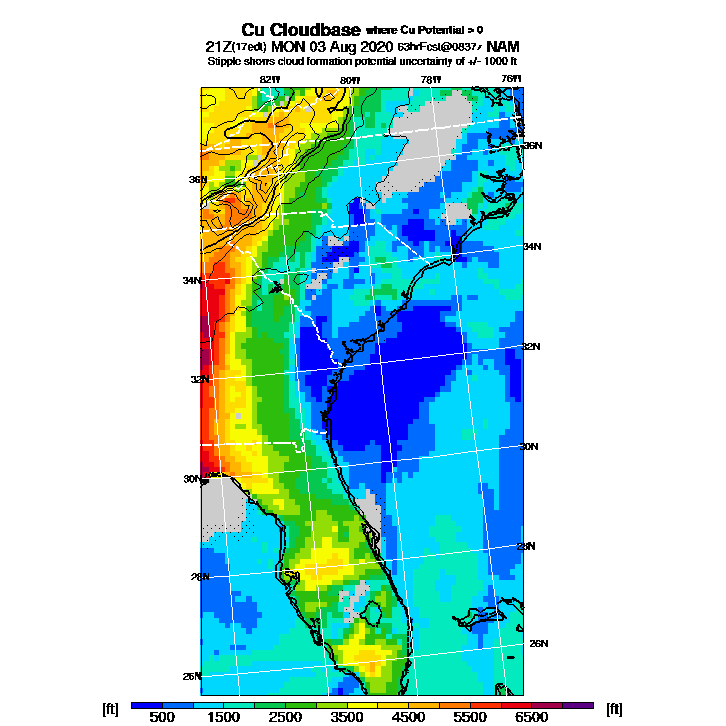 Cu Cloudbase where Cu Potential > 0
21Z(17edt) MON 03 Aug 2020 63hrFcst@0837z NAM
Stipple shows cloud formation potential uncertainty of +/- 1000 ft
82W 80W 78W 76W
36N
36N
34N
34N
32N
32N
30N
30N
28N
28N
26N
26N
[ft] 500 1500 2500 3500 4500 5500 6500 [ft]